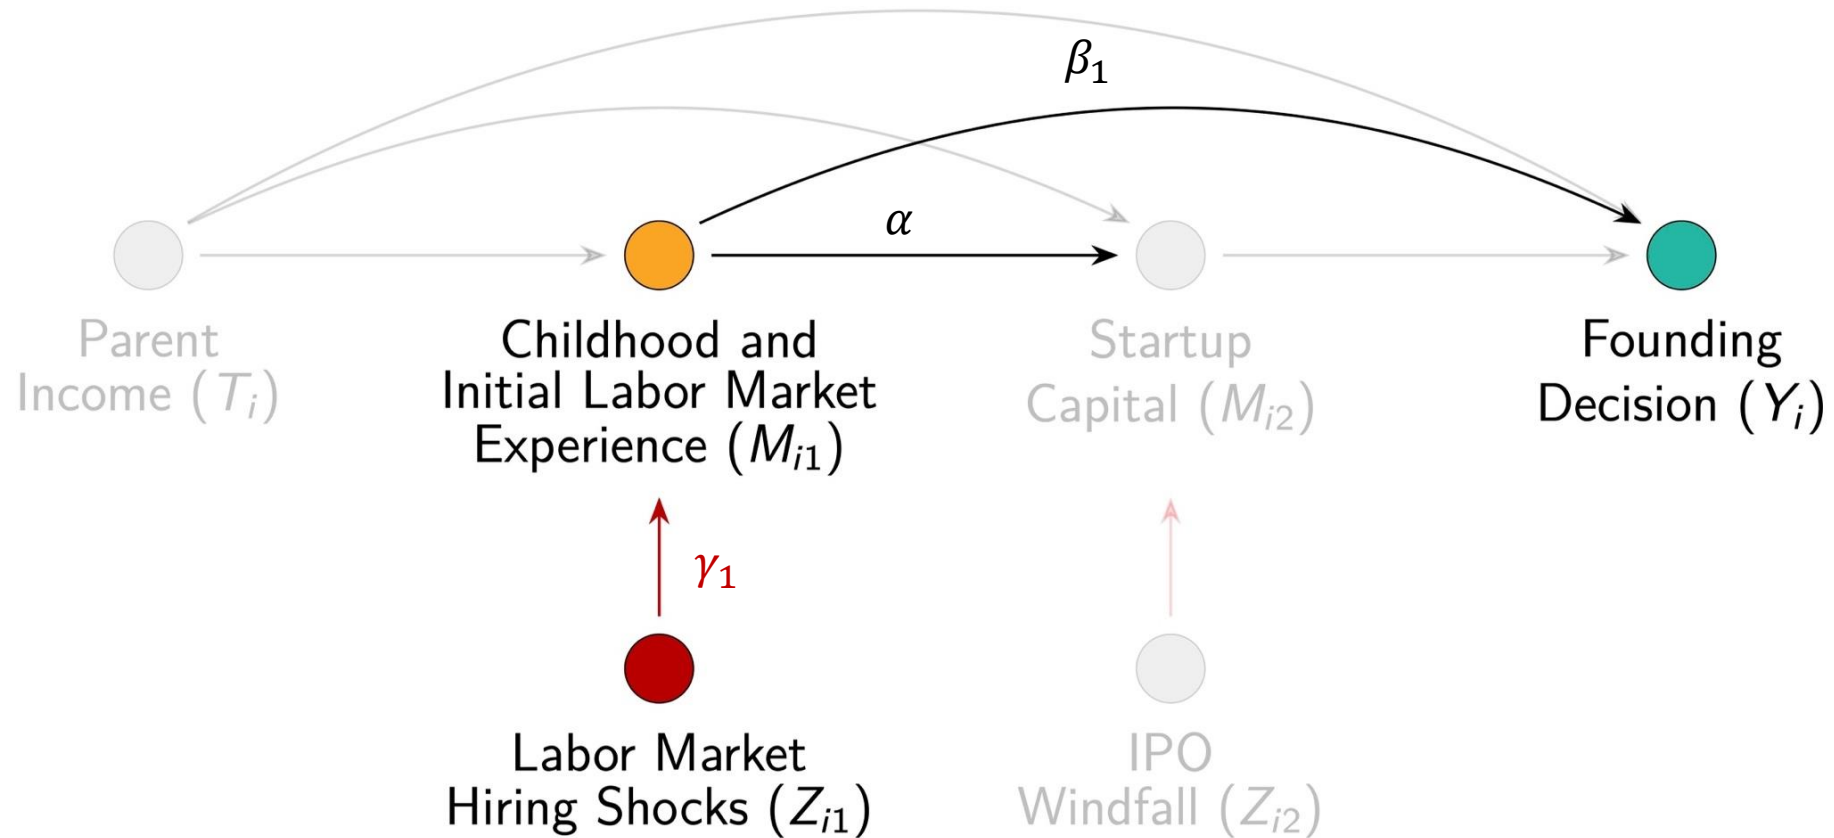 β₁
α
Parent
Income (Tᵢ)
Childhood and
Initial Labor Market
Experience (Mᵢ₁)
Startup
Capital (Mᵢ₂)
Founding
Decision (Yᵢ)
γ₁
Labor Market
Hiring Shocks (Zᵢ₁)
IPO
Windfall (Zᵢ₂)